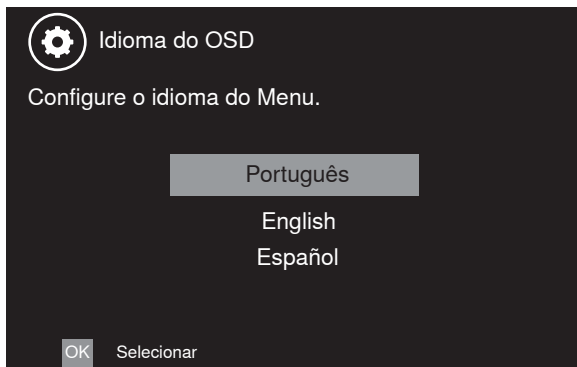 Idioma do OSD
Configure o idioma do Menu.
Português
English
Español
OK Selecionar